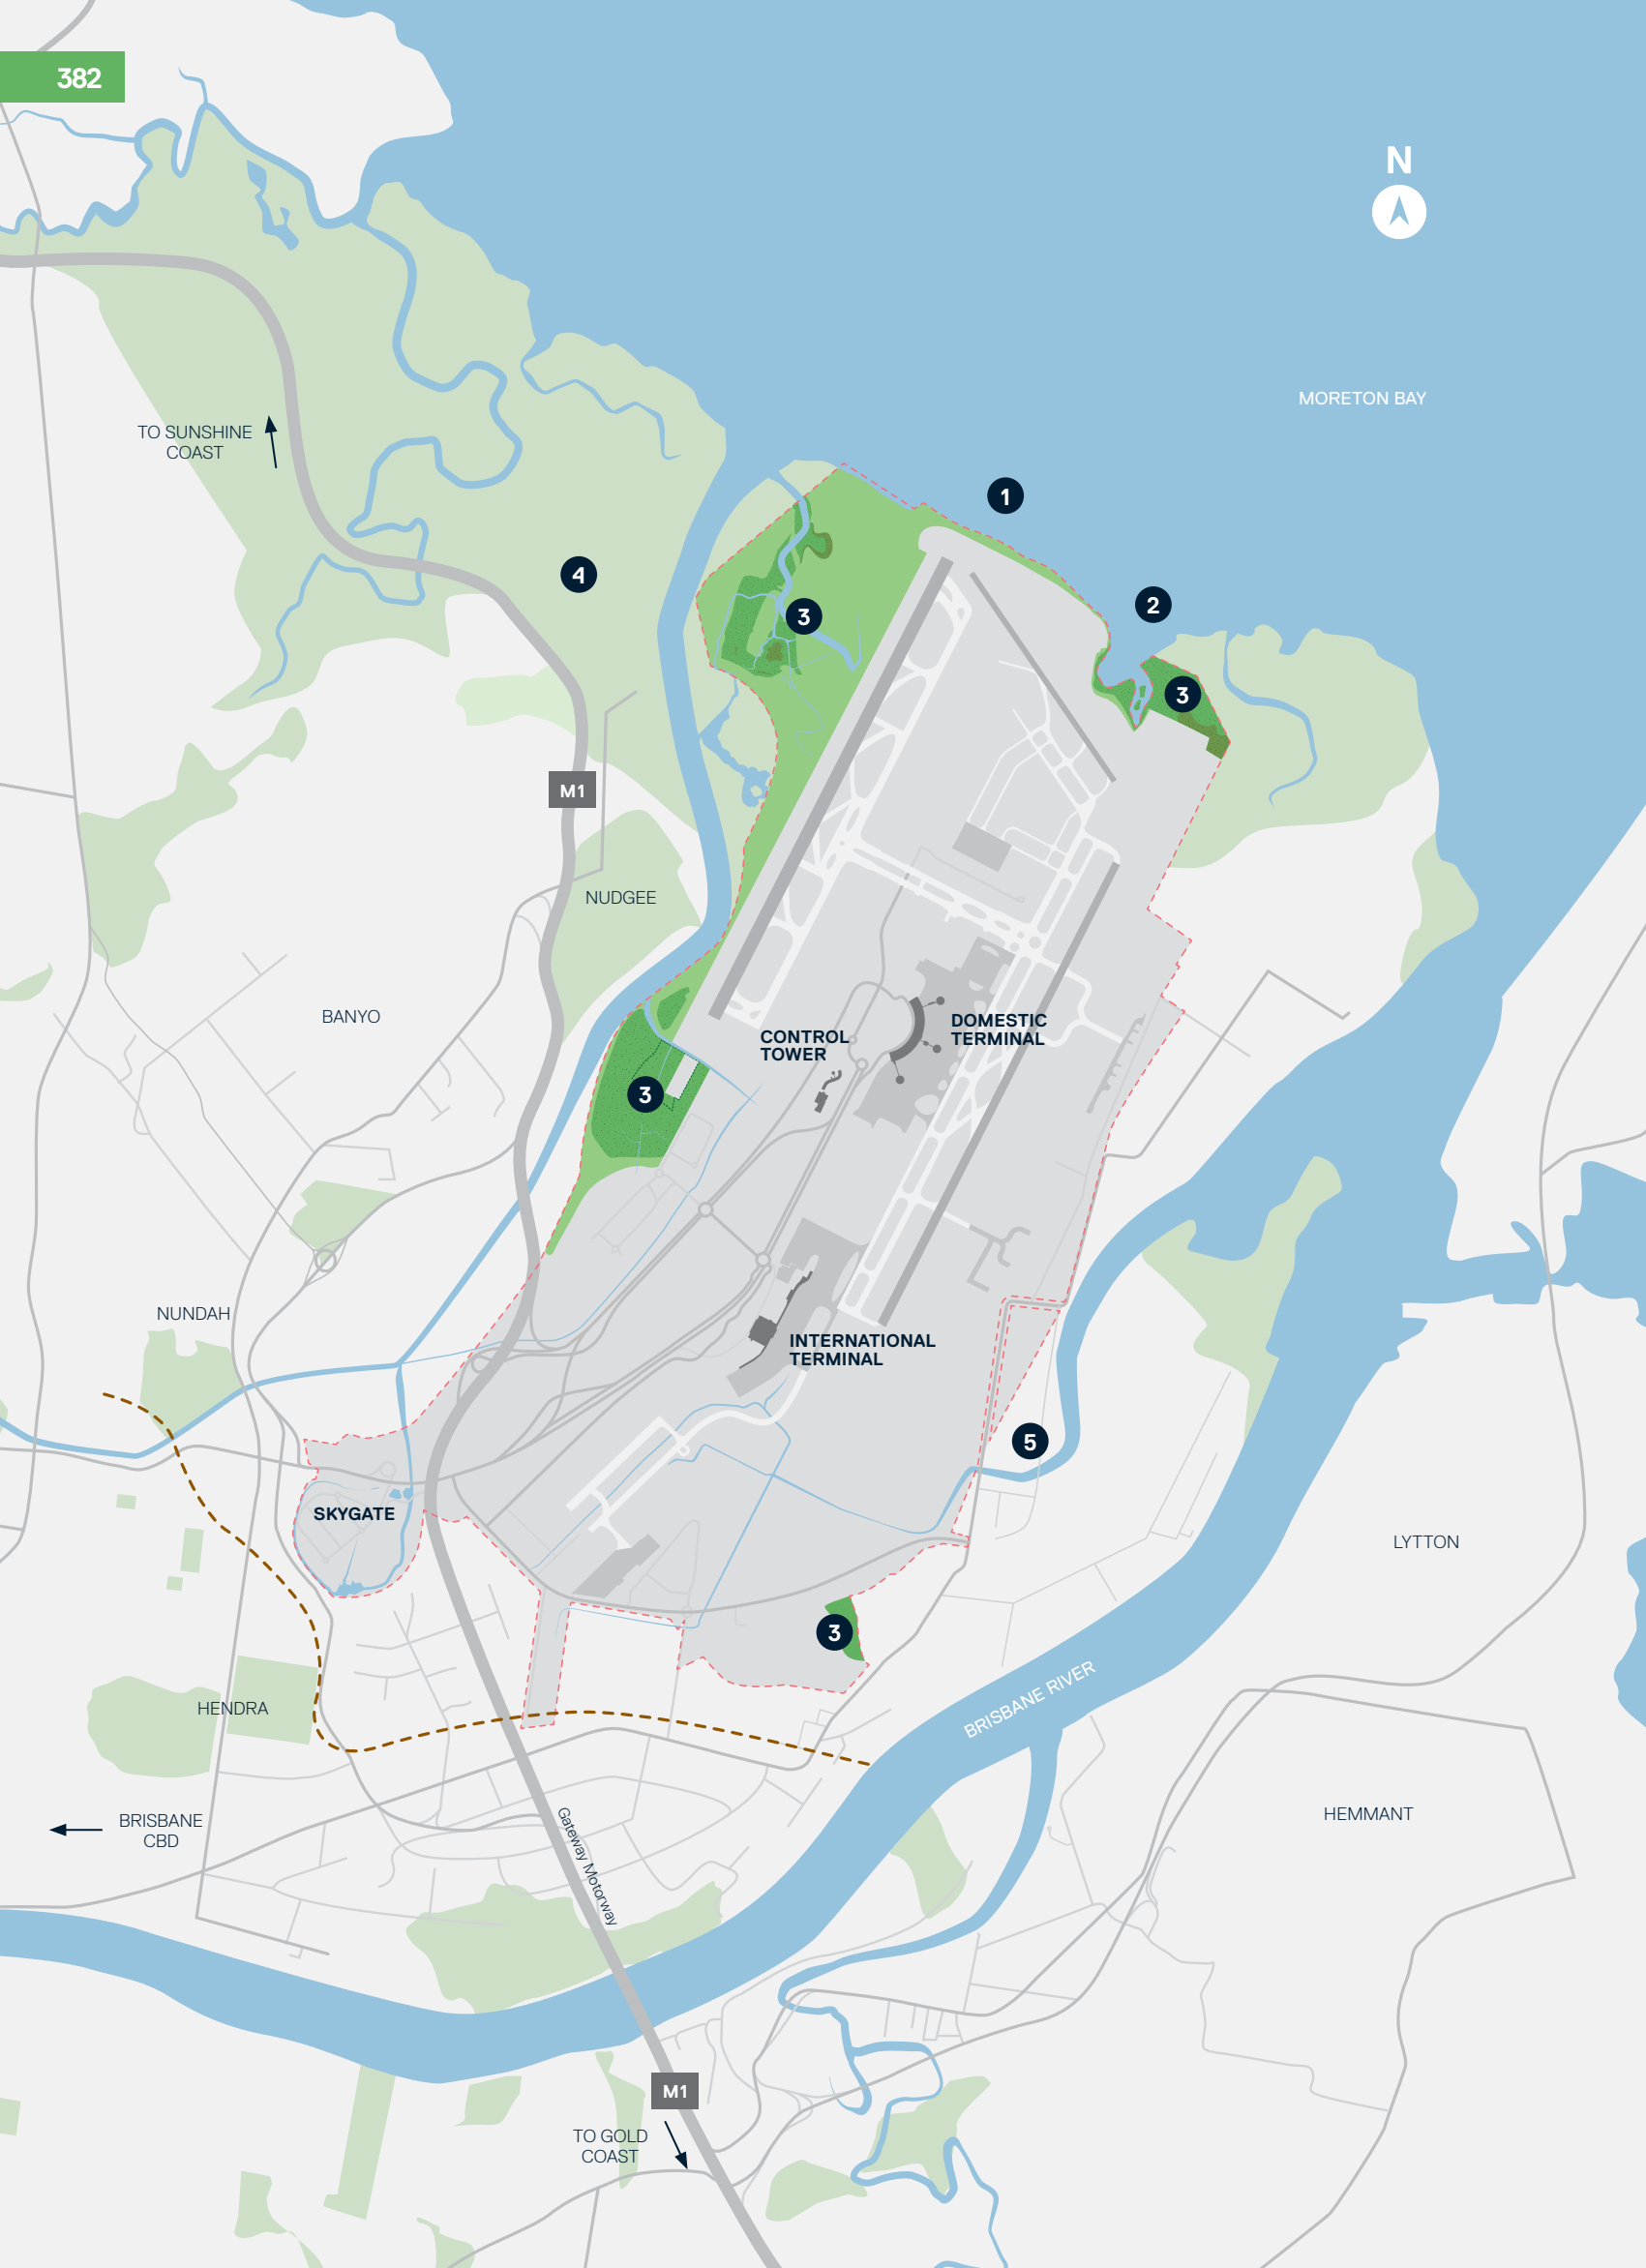 382
N
MORETON BAY
TO SUNSHINE
COAST
1
4
2
3
3
M1
NUDGEE
BANYO
CONTROL
TOWER
DOMESTIC
TERMINAL
3
NUNDAH
INTERNATIONAL
TERMINAL
5
SKYGATE
LYTTON
3
HENDRA
BRISBANE RIVER
BRISBANE
CBD
HEMMANT
Gateway Motorway
M1
TO GOLD
COAST